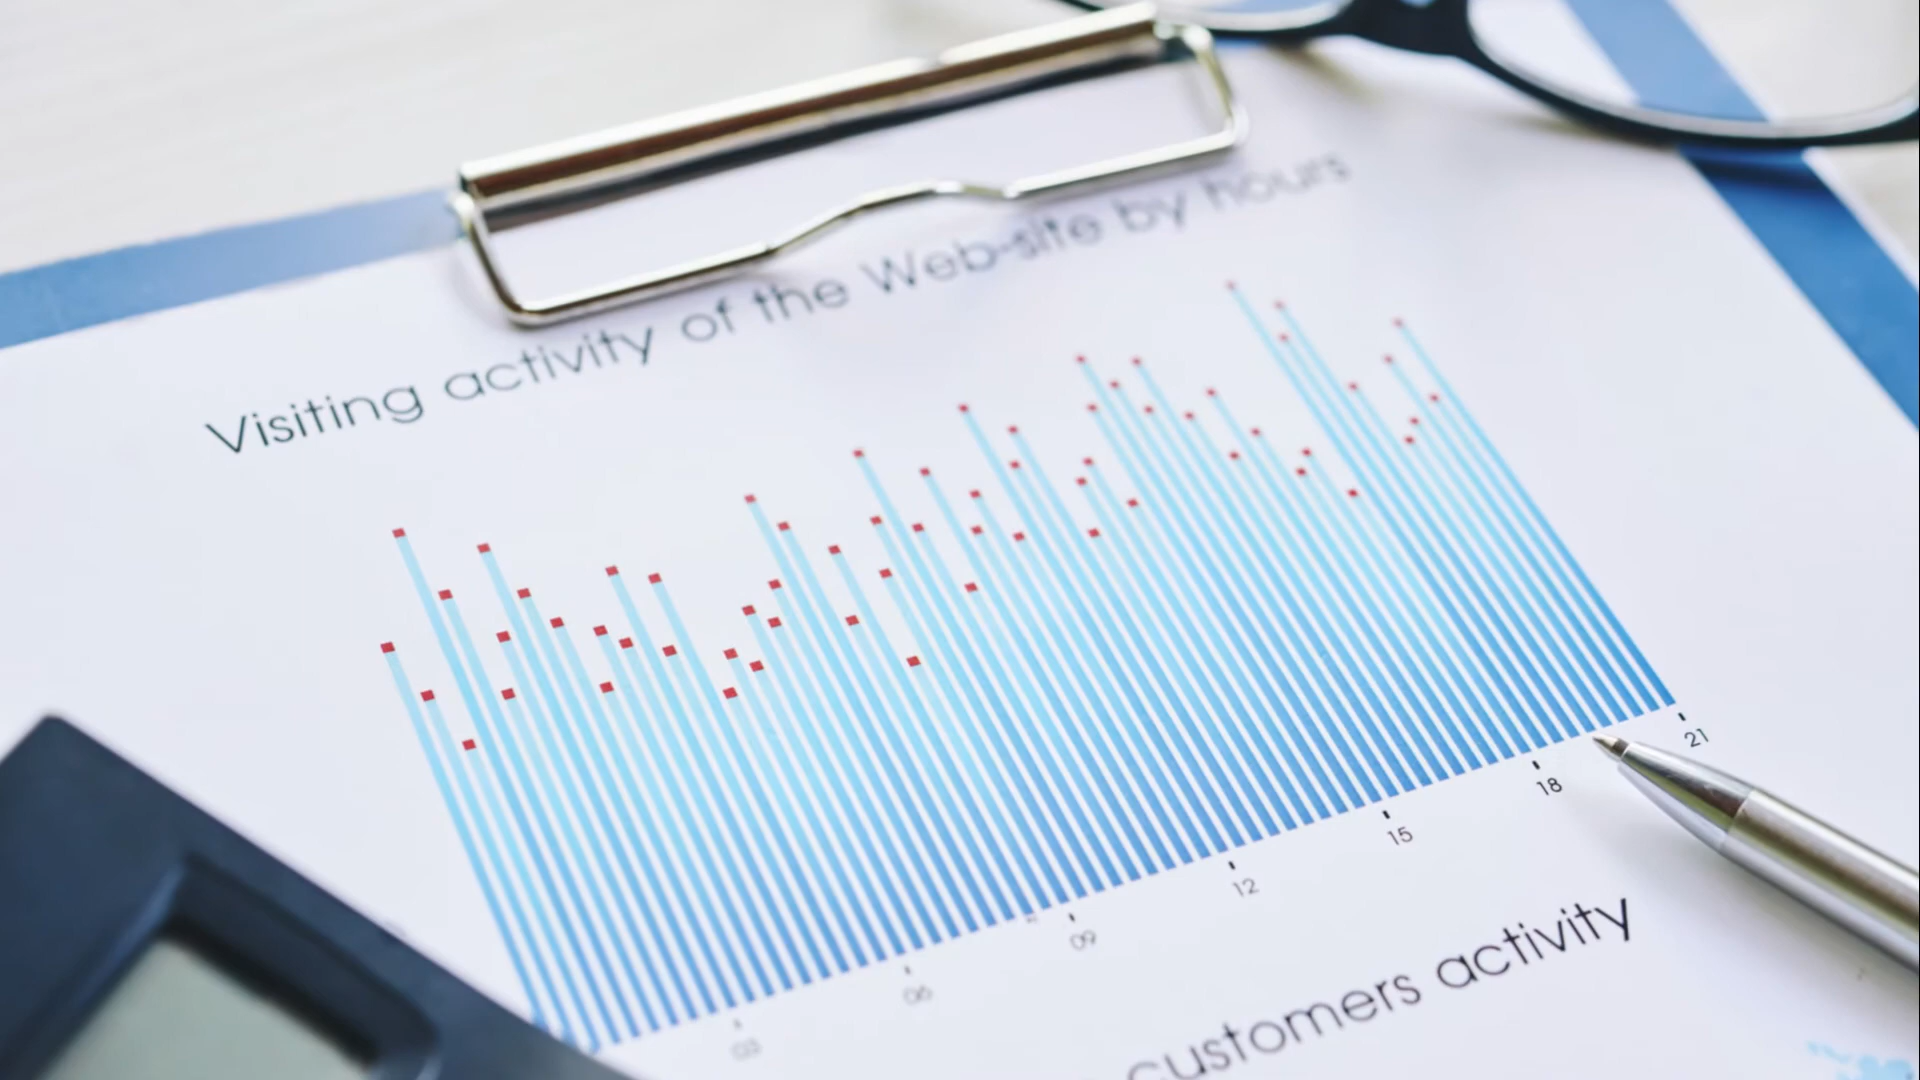 Visiting activity of the Web-site by hours
03 06 09 12 15 18 21
customers activity